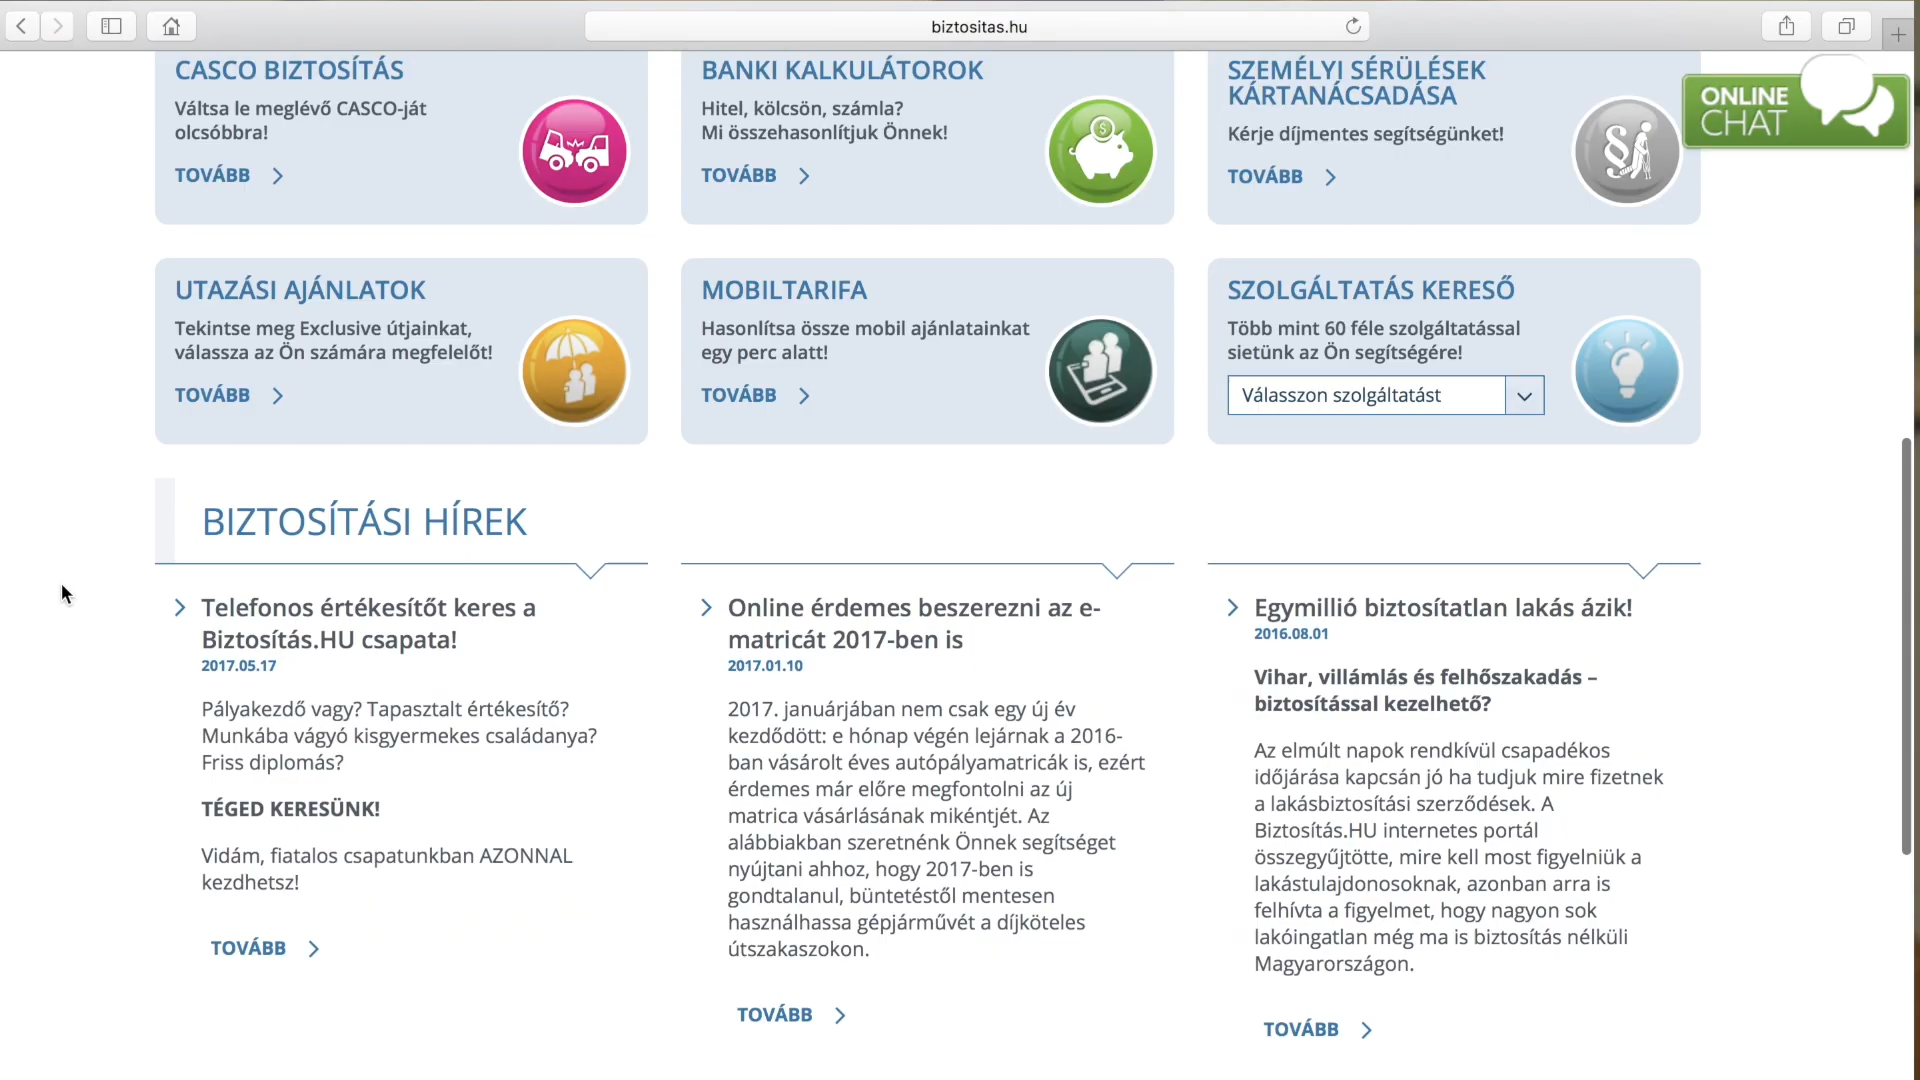 biztositas.hu
CASCO BIZTOSÍTÁS
Váltsa le meglévő CASCO-ját
olcsóbbra!
TOVÁBB
BANKI KALKULÁTOROK
Hitel, kölcsön, számla?
Mi összehasonlítjuk Önnek!
TOVÁBB
SZEMÉLYI SÉRÜLÉSEK
KÁRTANÁCSADÁSA
Kérje díjmentes segítségünket!
TOVÁBB
ONLINE
CHAT
UTAZÁSI AJÁNLATOK
Tekintse meg Exclusive útjainkat,
válassza az Ön számára megfelelőt!
TOVÁBB
MOBILTARIFA
Hasonlítsa össze mobil ajánlatainkat
egy perc alatt!
TOVÁBB
SZOLGÁLTATÁS KERESŐ
Több mint 60 féle szolgáltatással
sietünk az Ön segítségére!
Válasszon szolgáltatást
BIZTOSÍTÁSI HÍREK
Telefonos értékesítőt keres a
Biztosítás.HU csapata!
2017.05.17
Pályakezdő vagy? Tapasztalt értékesítő?
Munkába vágyó kisgyermekes családanya?
Friss diplomás?
TÉGED KERESÜNK!
Vidám, fiatalos csapatunkban AZONNAL
kezdhetsz!
TOVÁBB
Online érdemes beszerezni az e-
matricát 2017-ben is
2017.01.10
2017. januárjában nem csak egy új év
kezdődött: e hónap végén lejárnak a 2016-
ban vásárolt éves autópályamatricák is, ezért
érdemes már előre megfontolni az új
matrica vásárlásának mikéntjét. Az
alábbiakban szeretnénk Önnek segítséget
nyújtani ahhoz, hogy 2017-ben is
gondtalanul, büntetéstől mentesen
használhassa gépjárművét a díjköteles
útszakaszokon.
TOVÁBB
Egymillió biztosítatlan lakás ázik!
2016.08.01
Vihar, villámlás és felhőszakadás –
biztosítással kezelhető?
Az elmúlt napok rendkívül csapadékos
időjárása kapcsán jó ha tudjuk mire fizetnek
a lakásbiztosítási szerződések. A
Biztosítás.HU internetes portál
összegyűjtötte, mire kell most figyelniük a
lakástulajdonosoknak, azonban arra is
felhívta a figyelmet, hogy nagyon sok
lakóingatlan még ma is biztosítás nélküli
Magyarországon.
TOVÁBB